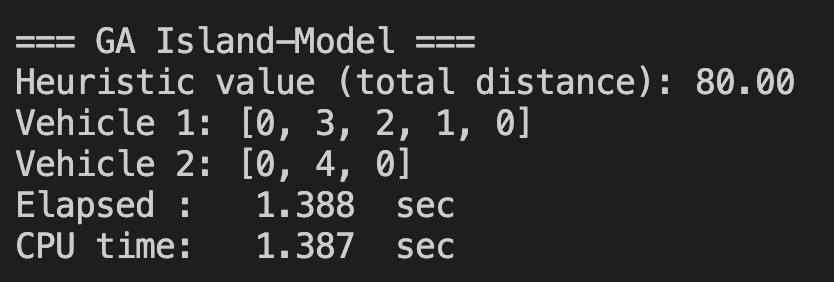 === GA Island-Model ===
Heuristic value (total distance): 80.00
Vehicle 1: [0, 3, 2, 1, 0]
Vehicle 2: [0, 4, 0]
Elapsed :   1.388  sec
CPU time:   1.387  sec